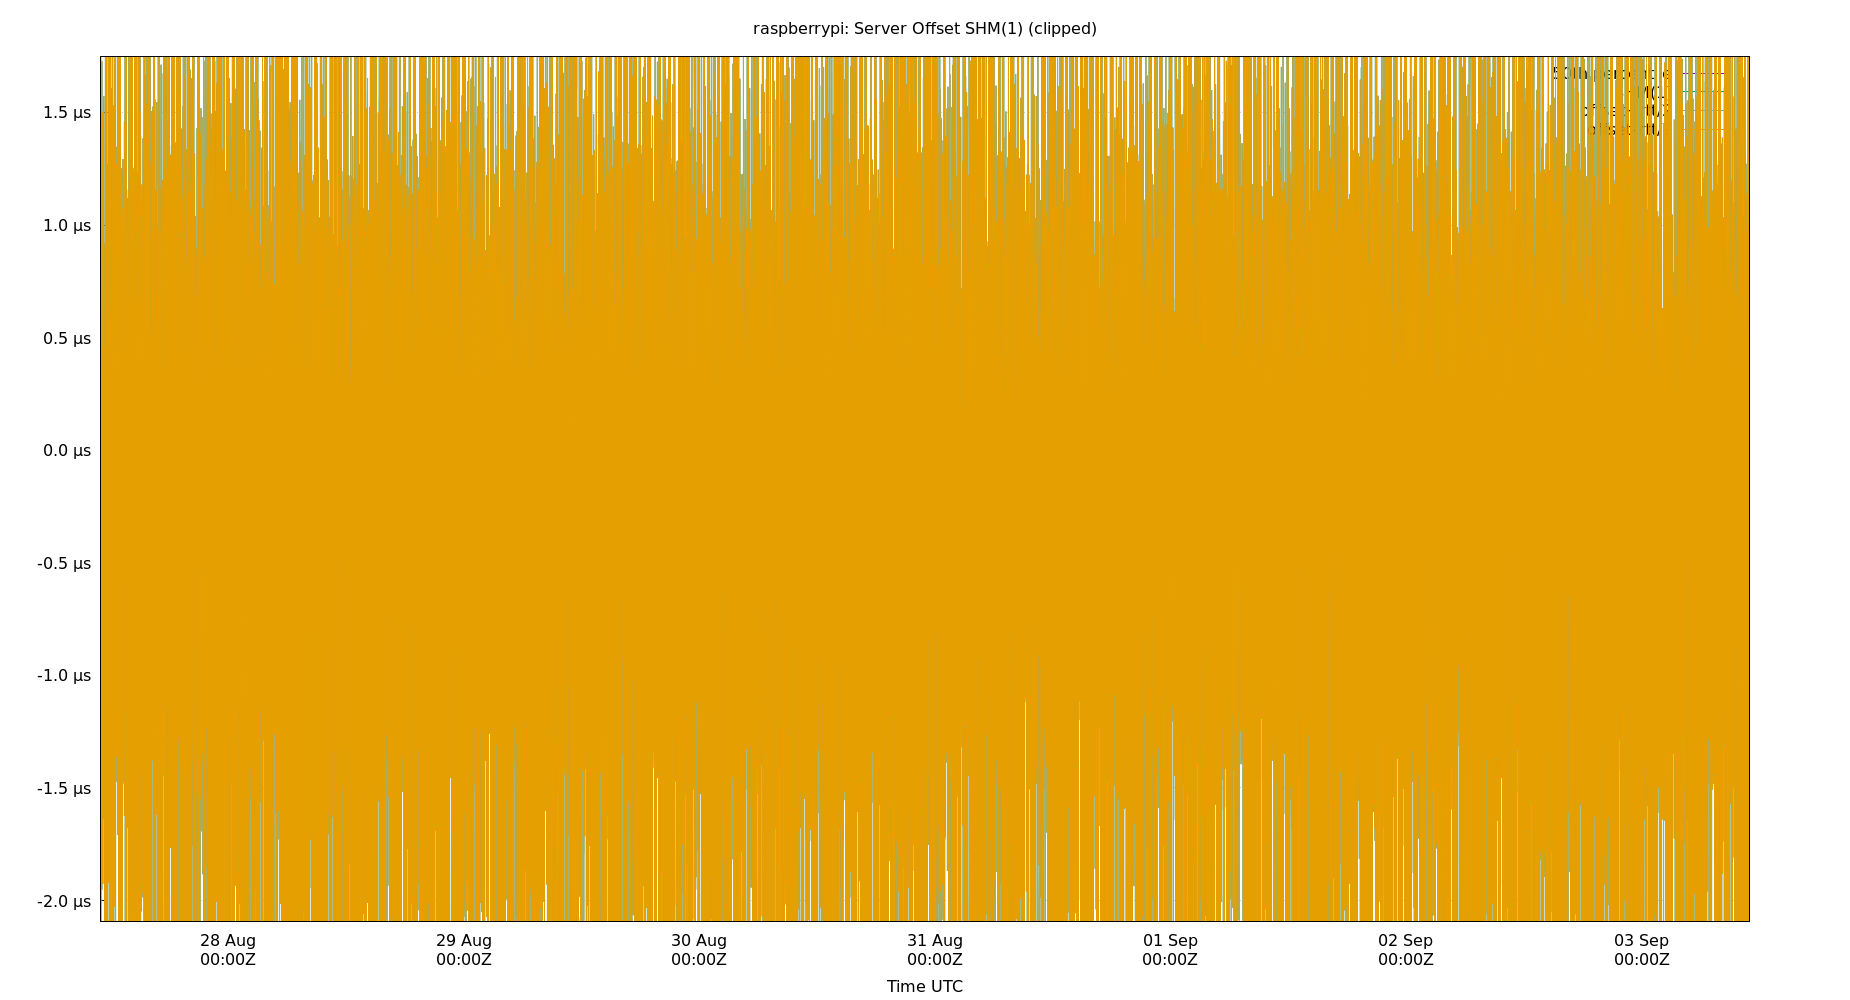 raspberrypi: Server Offset SHM(1) (clipped)
1.5 µs
1.0 µs
0.5 µs
0.0 µs
-0.5 µs
-1.0 µs
-1.5 µs
-2.0 µs
28 Aug 29 Aug 30 Aug 31 Aug 01 Sep 02 Sep 03 Sep
00:00Z 00:00Z 00:00Z 00:00Z 00:00Z 00:00Z 00:00Z
Time UTC